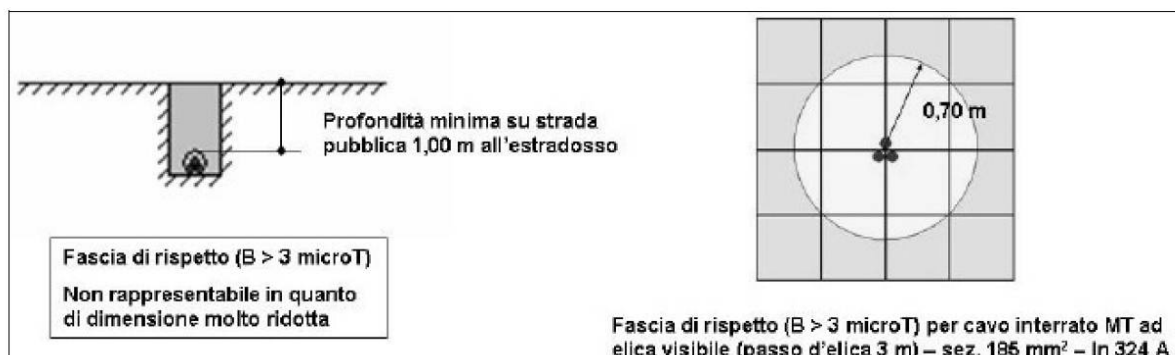 Profondità minima su strada
pubblica 1,00 m all'estradosso
Fascia di rispetto (B > 3 microT)
Non rappresentabile in quanto
di dimensione molto ridotta
0,70 m
Fascia di rispetto (B > 3 microT) per cavo interrato MT ad
elica visibile (passo d'elica 3 m) – sez. 185 mm² – In 324 A